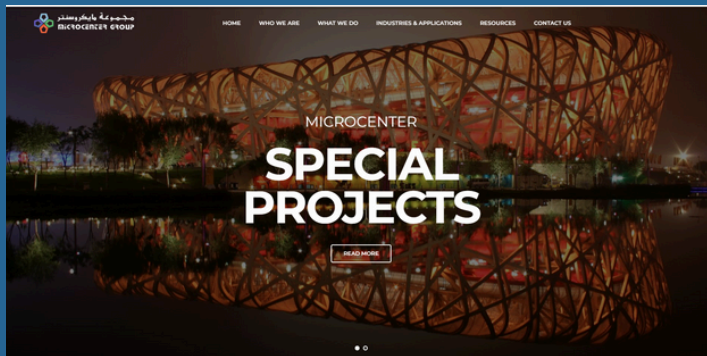 مجموعة مايكروسنتر
MICROCENTER GROUP
HOME WHO WE ARE WHAT WE DO INDUSTRIES & APPLICATIONS RESOURCES CONTACT US
MICROCENTER
SPECIAL
PROJECTS
READ MORE